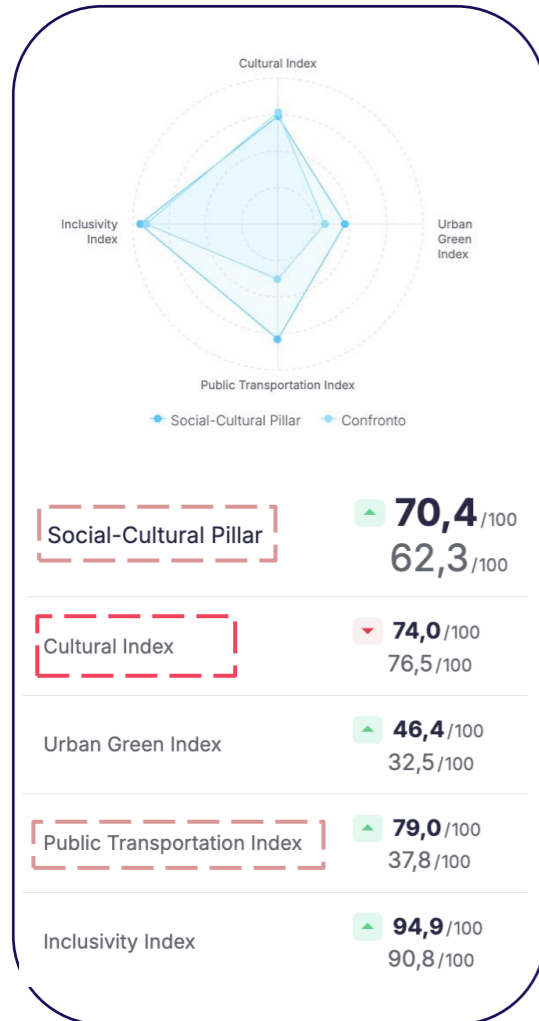 Cultural Index
Inclusivity
Index
Urban
Green
Index
Public Transportation Index
Social-Cultural Pillar
Confronto
Social-Cultural Pillar
70,4/100
62,3/100
Cultural Index
74,0/100
76,5/100
Urban Green Index
46,4/100
32,5/100
Public Transportation Index
79,0/100
37,8/100
Inclusivity Index
94,9/100
90,8/100